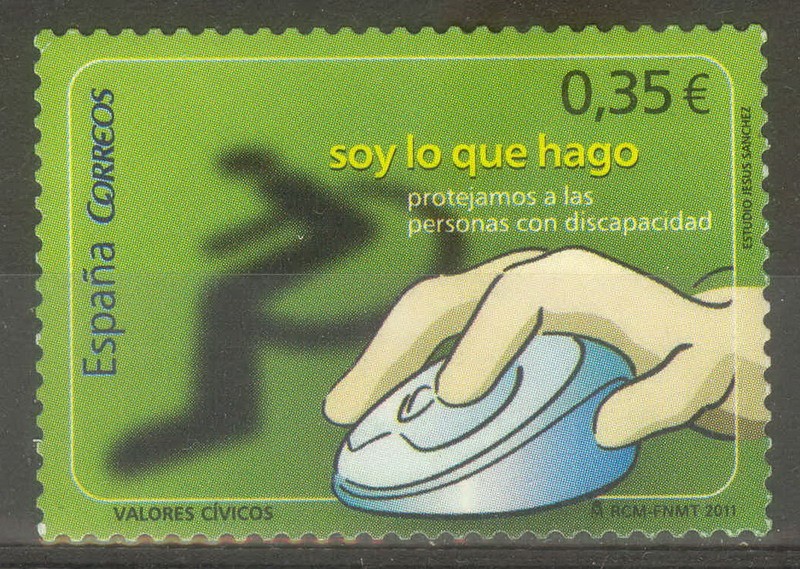 0,35 €
soy lo que hago
protejamos a las
personas con discapacidad
España CORREOS
ESTUDIO JESUS SANCHEZ
VALORES CÍVICOS
RCM-FNMT 2011